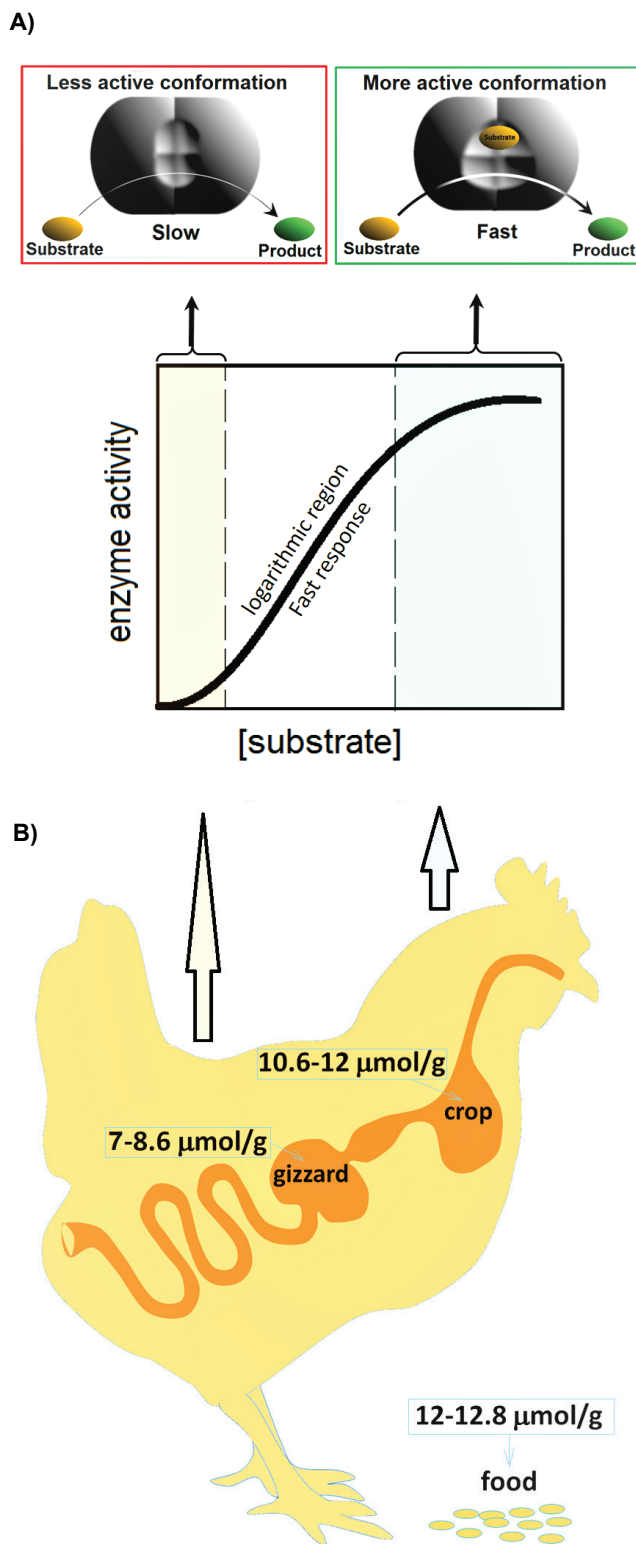 A)
Less active conformation
Substrate
Slow
Product
More active conformation
Substrate
Substrate
Fast
Product
enzyme activity
logarithmic region
Fast response
[substrate]
B)
10.6-12 μmol/g
crop
7-8.6 μmol/g
gizzard
12-12.8 μmol/g
food